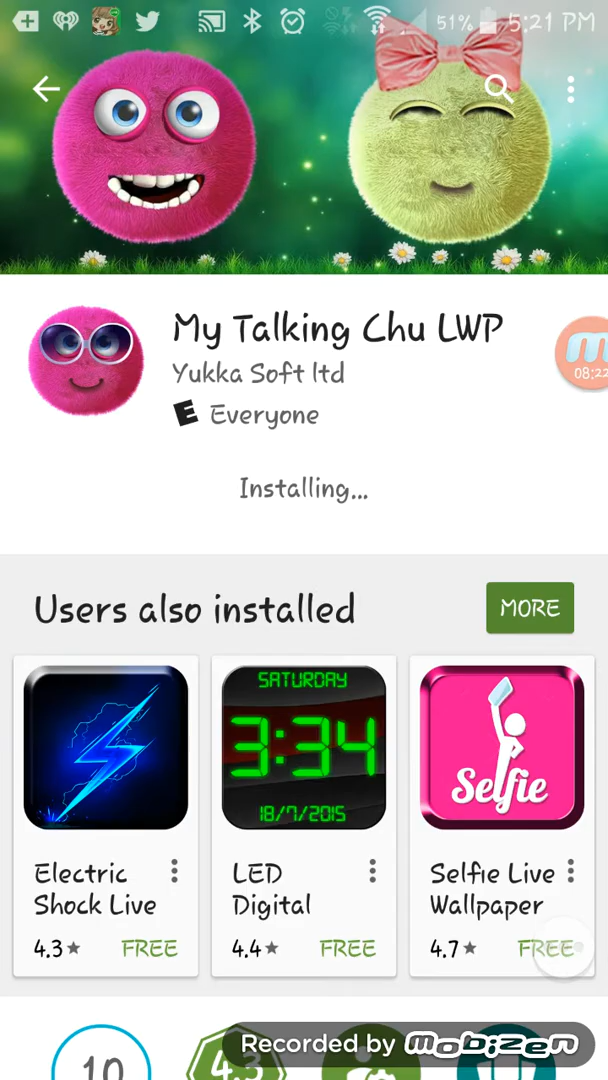 51% 5:21 PM
My Talking Chu LWP
Yukka Soft ltd
E Everyone
08:22
Installing...
Users also installed
MORE
SATURDAY
3:34
18/7/2015
Selfie
Electric
Shock Live
LED
Digital
Selfie Live
Wallpaper
4.3★ FREE
4.4★ FREE
4.7★ FREE
10
4.3
Recorded by mobizen